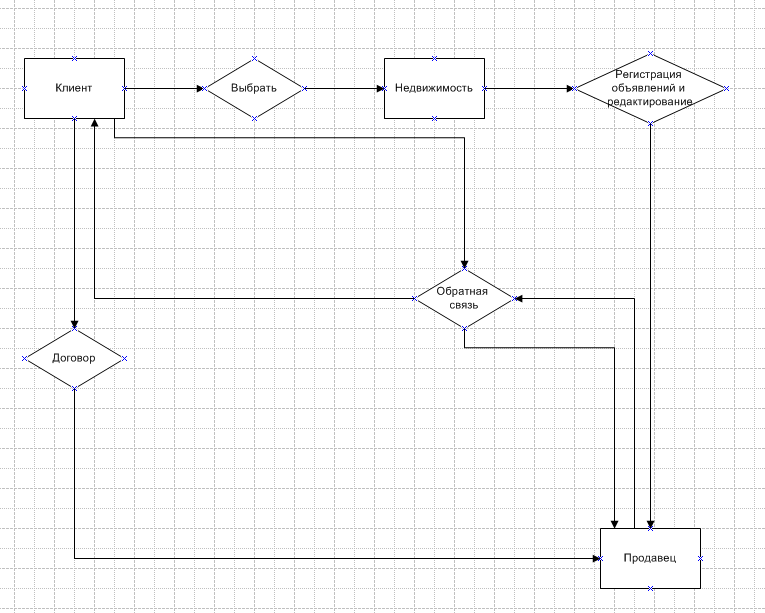 Клиент
Выбрать
Недвижимость
Регистрация
объявлений и
редактирование
Обратная
связь
Договор
Продавец